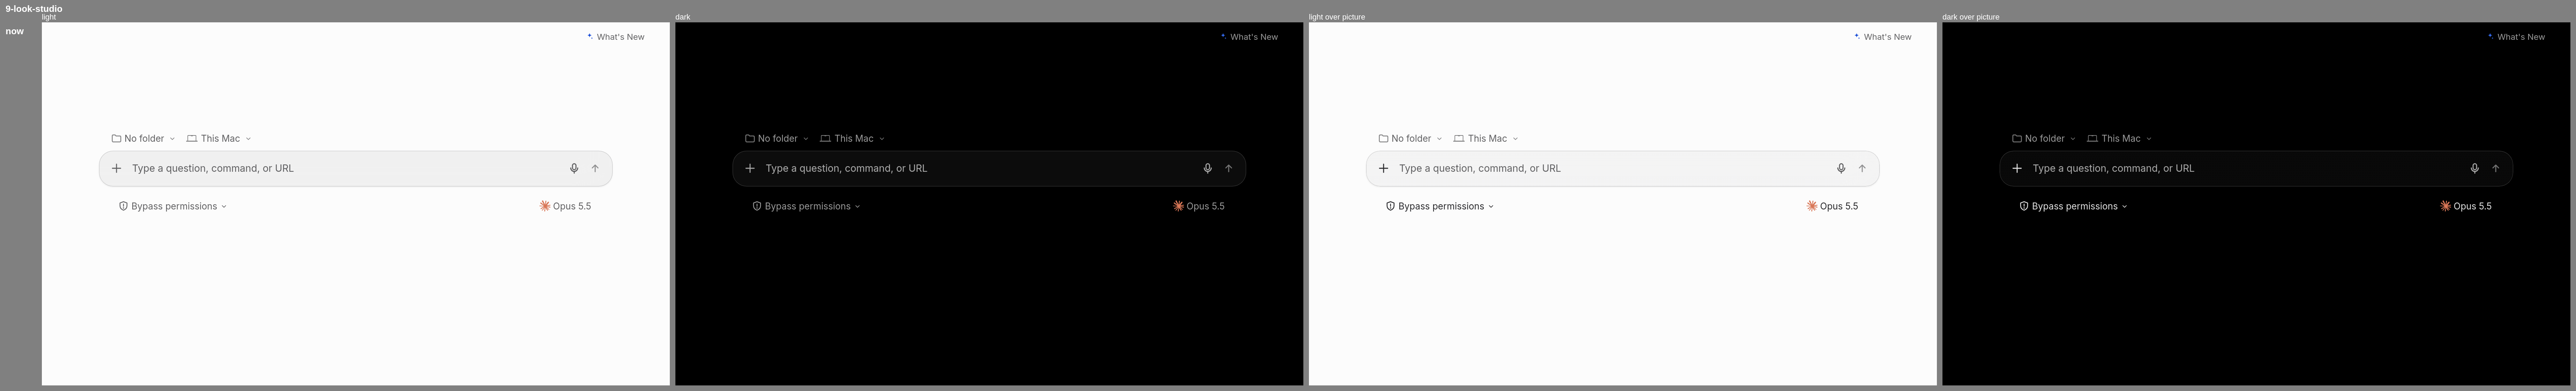 9-look-studio
light
dark
light over picture
dark over picture
now
What's New
What's New
What's New
What's New
No folder This Mac
No folder This Mac
No folder This Mac
No folder This Mac
Type a question, command, or URL
Type a question, command, or URL
Type a question, command, or URL
Type a question, command, or URL
Bypass permissions Opus 5.5
Bypass permissions Opus 5.5
Bypass permissions Opus 5.5
Bypass permissions Opus 5.5